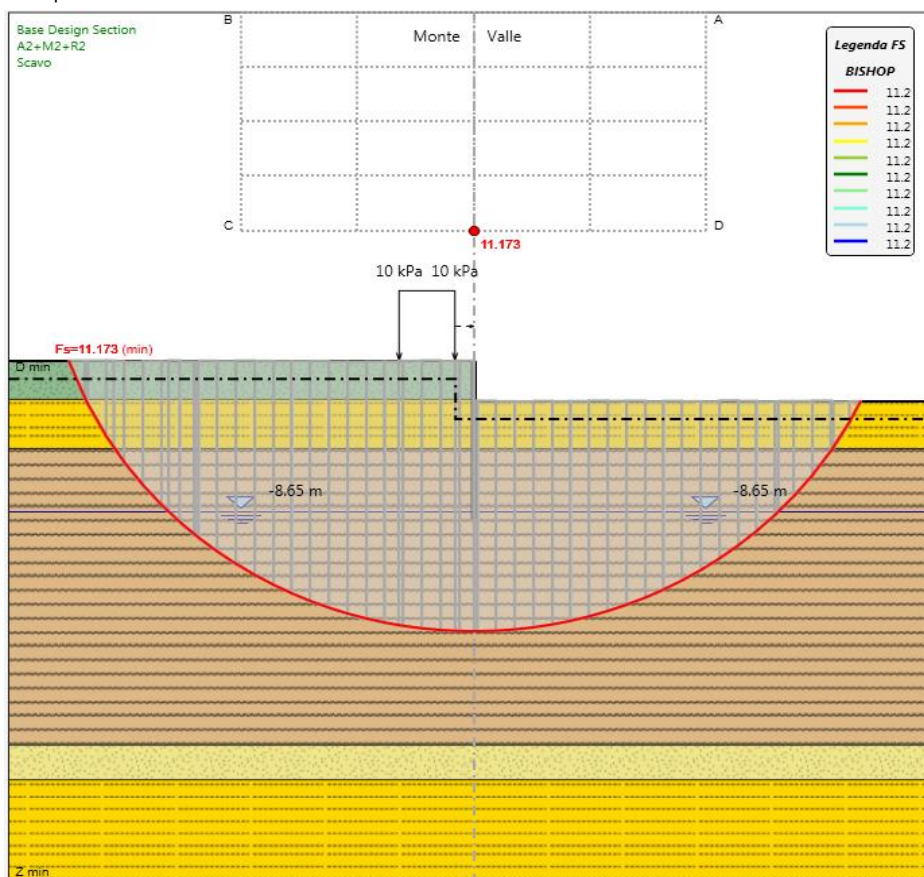 Base Design Section
A2+M2+R2
Scavo
B
Monte
Valle
A
Legenda FS
BISHOP
11.2
11.2
11.2
11.2
11.2
11.2
11.2
11.2
11.2
11.2
C
D
11.173
10 kPa 10 kPa
Fs=11.173 (min)
D min
-8.65 m
-8.65 m
Z min